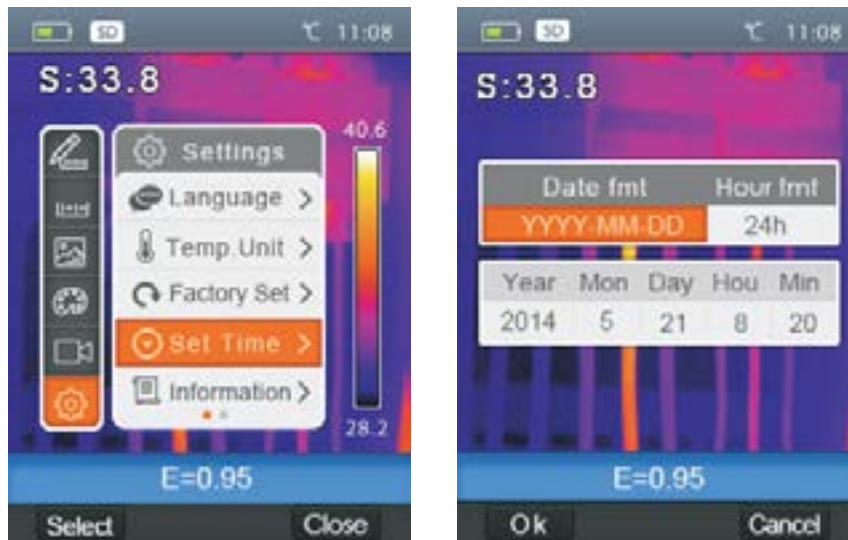 SD ℃ 11:08
S:33.8
40.6
Settings
Language >
Temp.Unit >
Factory Set >
Set Time >
Information >
28.2
E=0.95
Select Close
SD ℃ 11:08
S:33.8
Date fmt Hour fmt
YYYY-MM-DD 24h
Year Mon Day Hou Min
2014 5 21 8 20
E=0.95
Ok Cancel